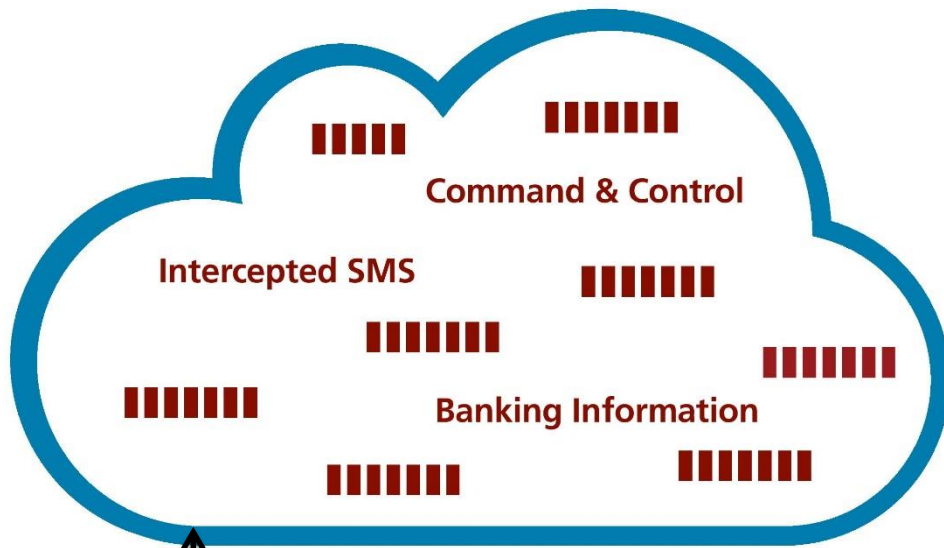 Command & Control
Intercepted SMS
Banking Information